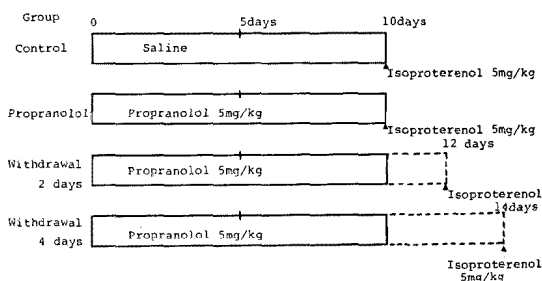 Group 0 5days 10days
Control Saline
Isoproterenol 5mg/kg
Propranolol Propranolol 5mg/kg
Isoproterenol 5mg/kg
12 days
Withdrawal
2 days
Propranolol 5mg/kg
Isoproterenol
14days
Withdrawal
4 days
Propranolol 5mg/kg
Isoproterenol
5mg/kg